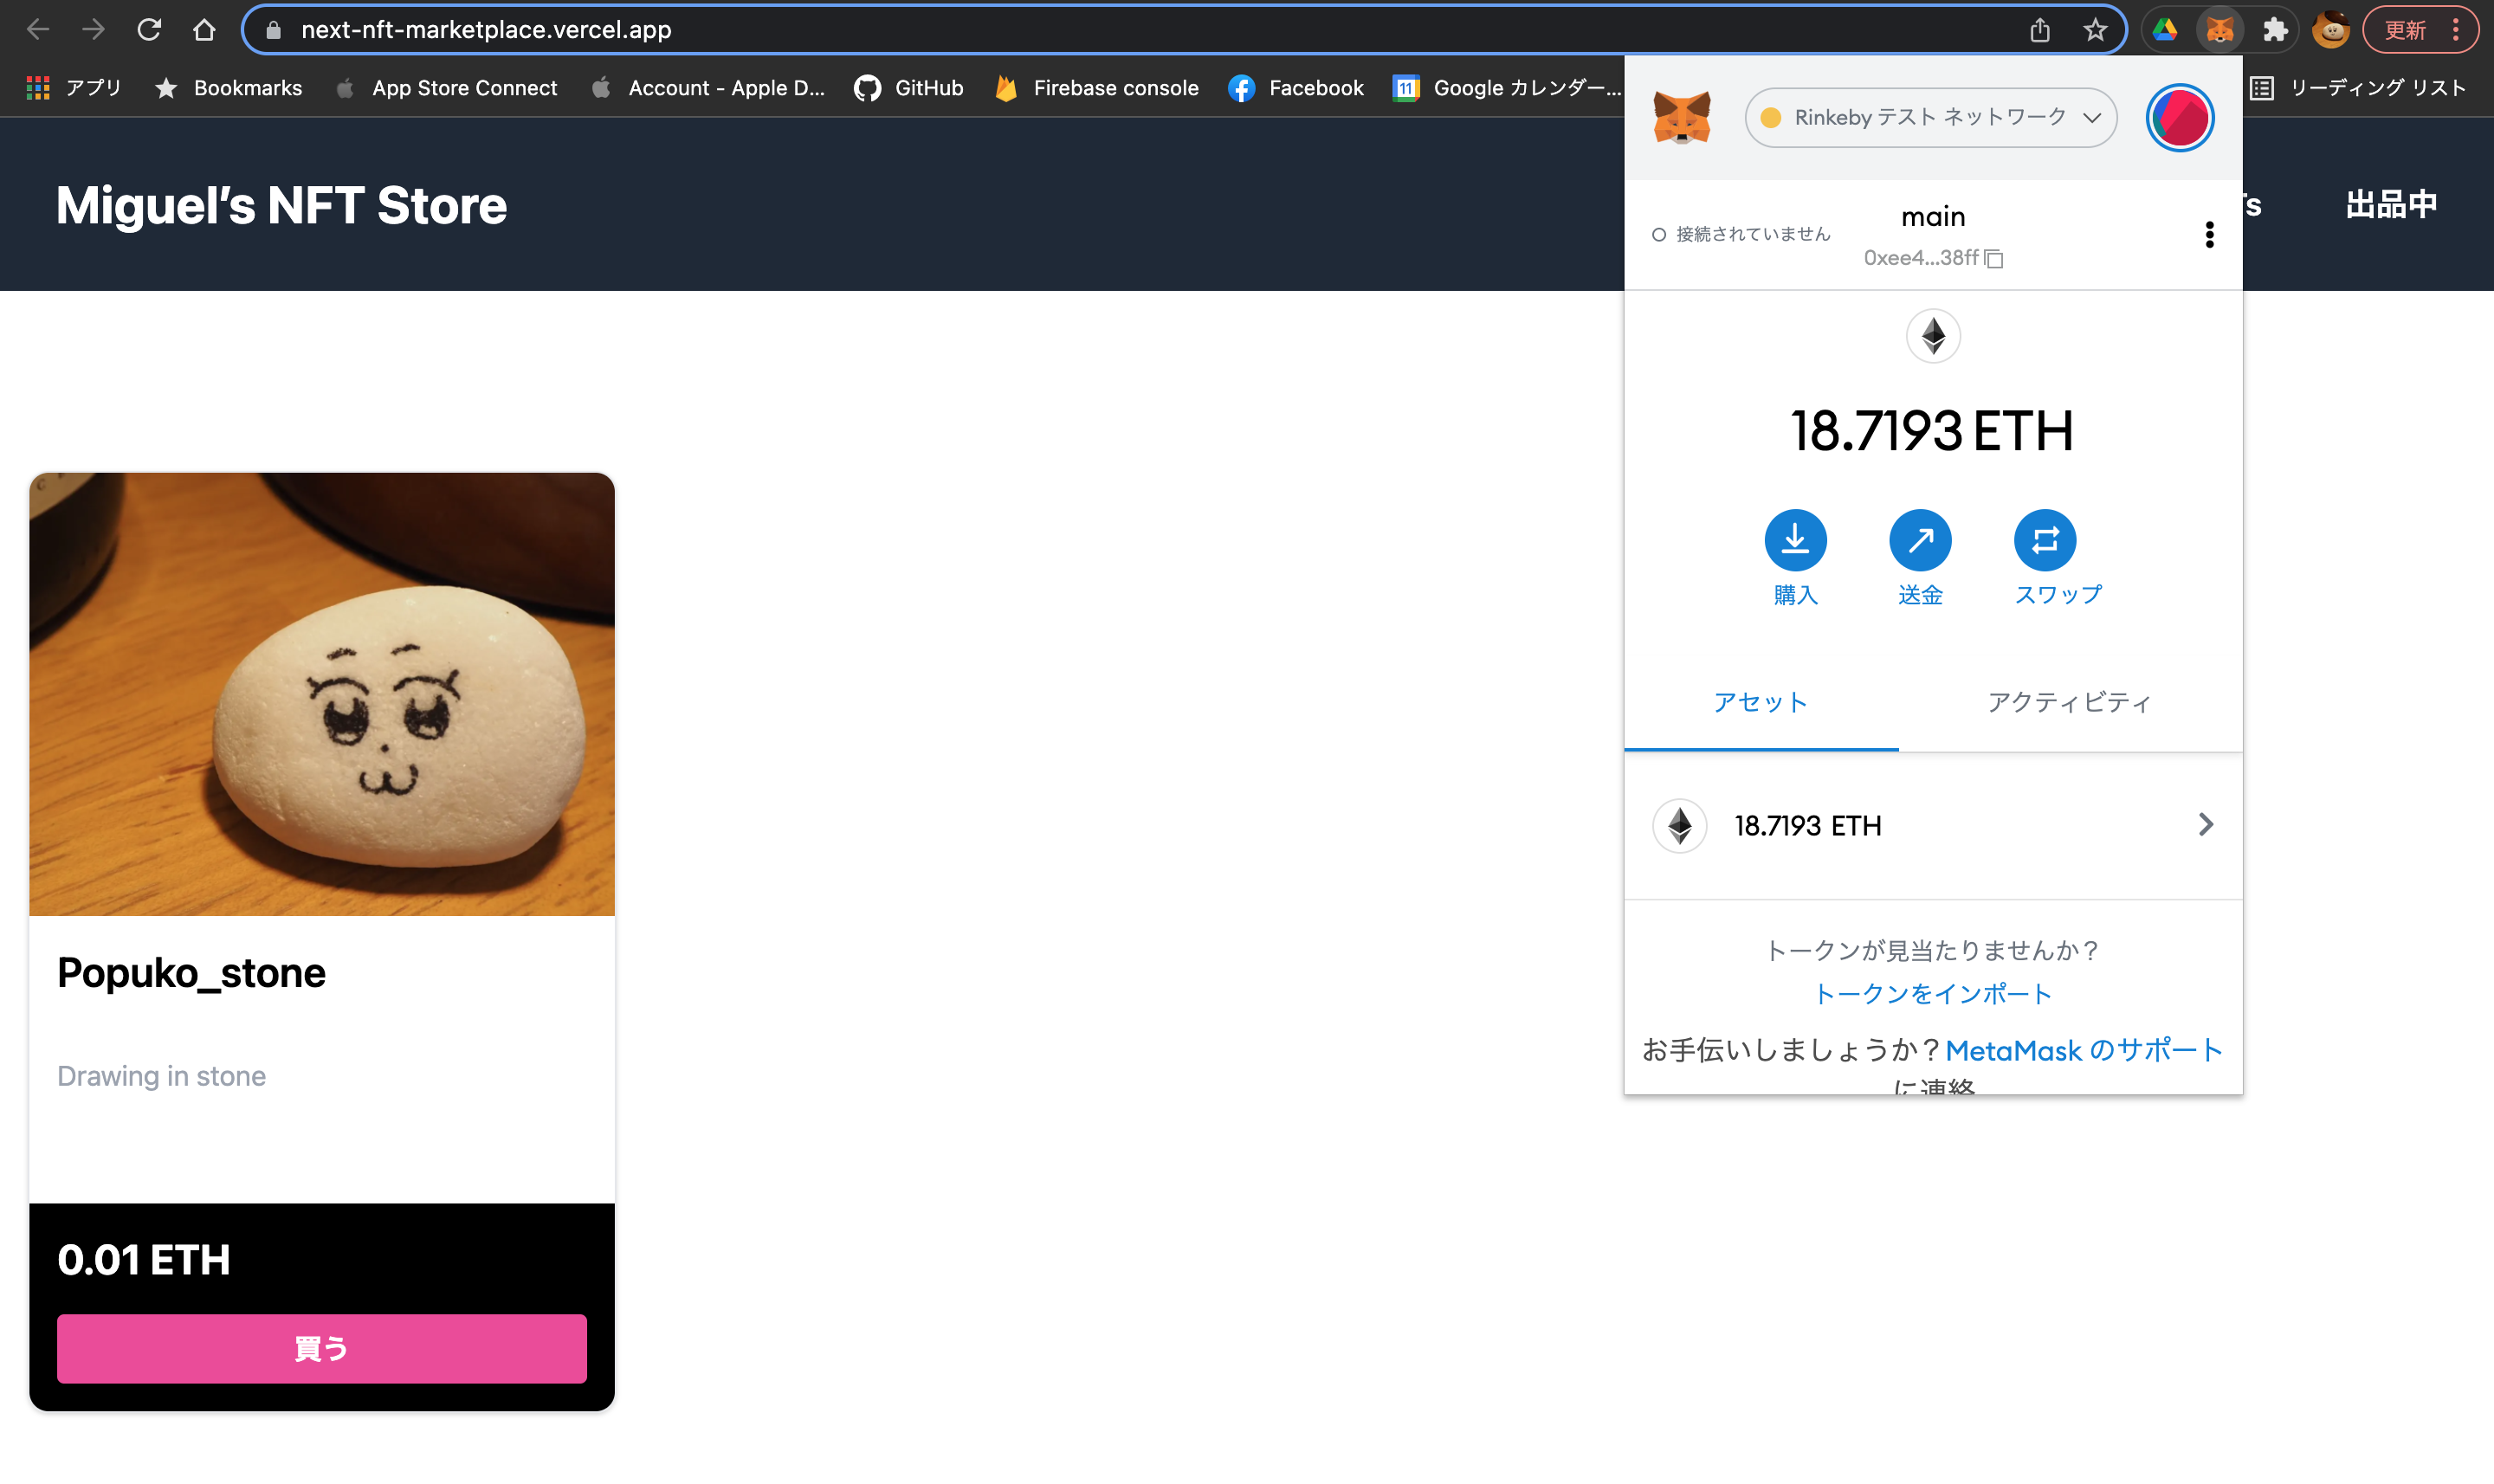 next-nft-marketplace.vercel.app
更新
アプリ
Bookmarks
App Store Connect
Account - Apple D...
GitHub
Firebase console
Facebook
11
Google カレンダー...
リーディング リスト
Miguel's NFT Store
出品中
Rinkeby テスト ネットワーク
接続されていません
main
0xee4...38ff
18.7193 ETH
購入
送金
スワップ
アセット
アクティビティ
18.7193 ETH
トークンが見当たりませんか？
トークンをインポート
お手伝いしましょうか？MetaMask のサポート
に連絡
Popuko_stone
Drawing in stone
0.01 ETH
買う